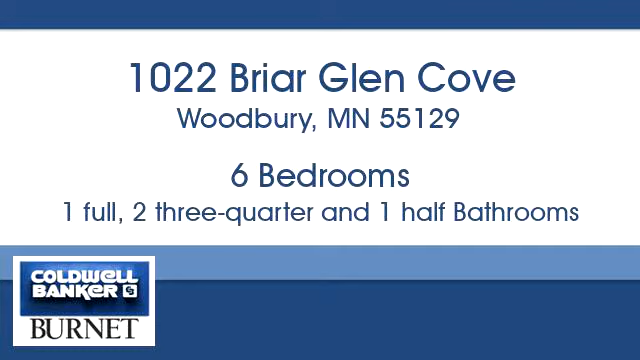 1022 Briar Glen Cove
Woodbury, MN 55129
6 Bedrooms
1 full, 2 three-quarter and 1 half Bathrooms
COLDWELL
BANKER CB
BURNET